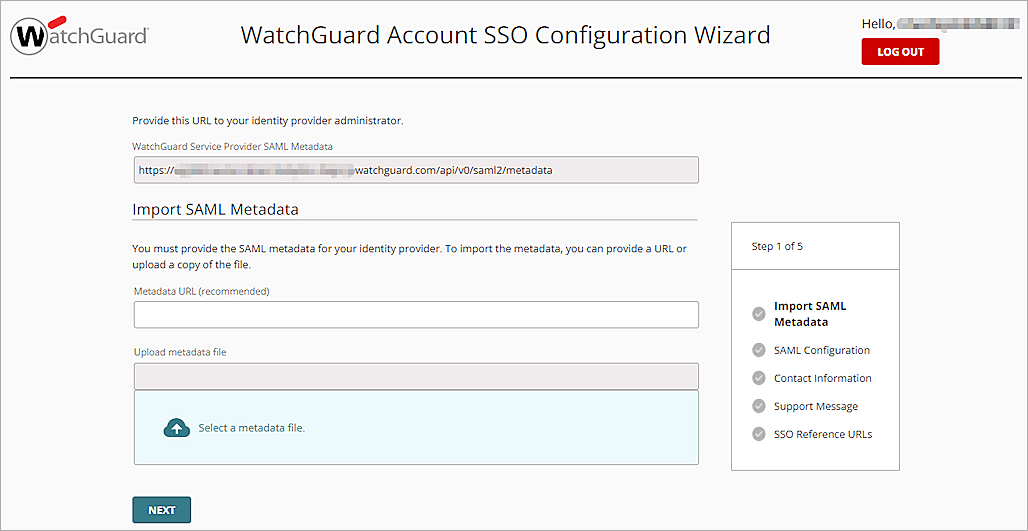 WatchGuard
WatchGuard Account SSO Configuration Wizard
Hello,
LOG OUT
Provide this URL to your identity provider administrator.
WatchGuard Service Provider SAML Metadata
https:// watchguard.com/api/v0/saml2/metadata
Import SAML Metadata
You must provide the SAML metadata for your identity provider. To import the metadata, you can provide a URL or
upload a copy of the file.
Metadata URL (recommended)
Upload metadata file
Select a metadata file.
NEXT
Step 1 of 5
Import SAML
Metadata
SAML Configuration
Contact Information
Support Message
SSO Reference URLs